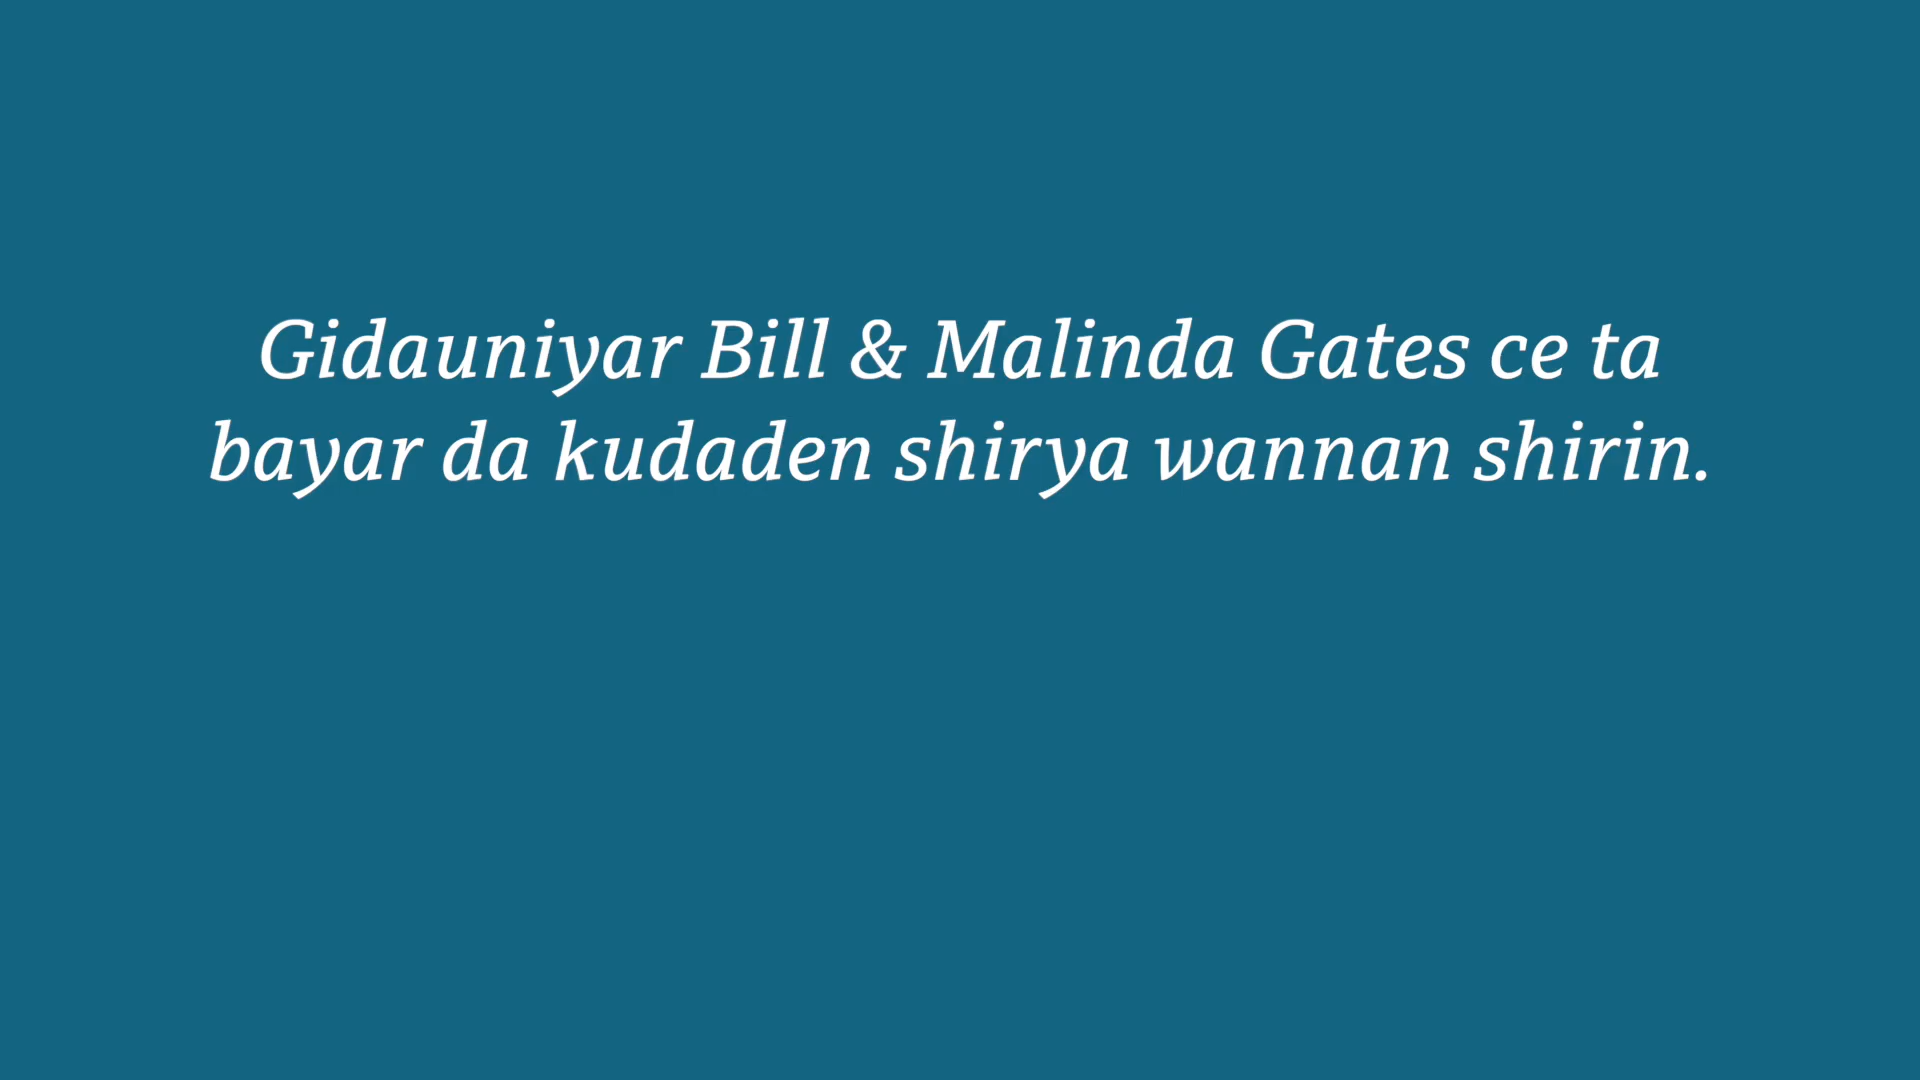 Gidauniyar Bill & Malinda Gates ce ta
bayar da kudaden shirya wannan shirin.